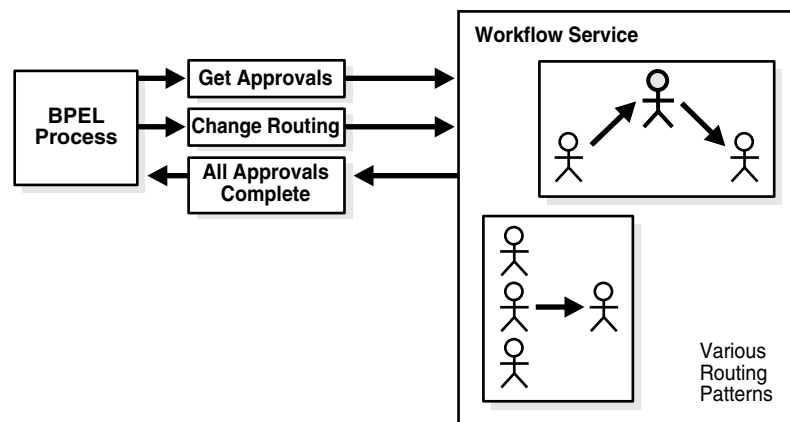 Workflow Service
BPEL
Process
Get Approvals
Change Routing
All Approvals
Complete
Various
Routing
Patterns